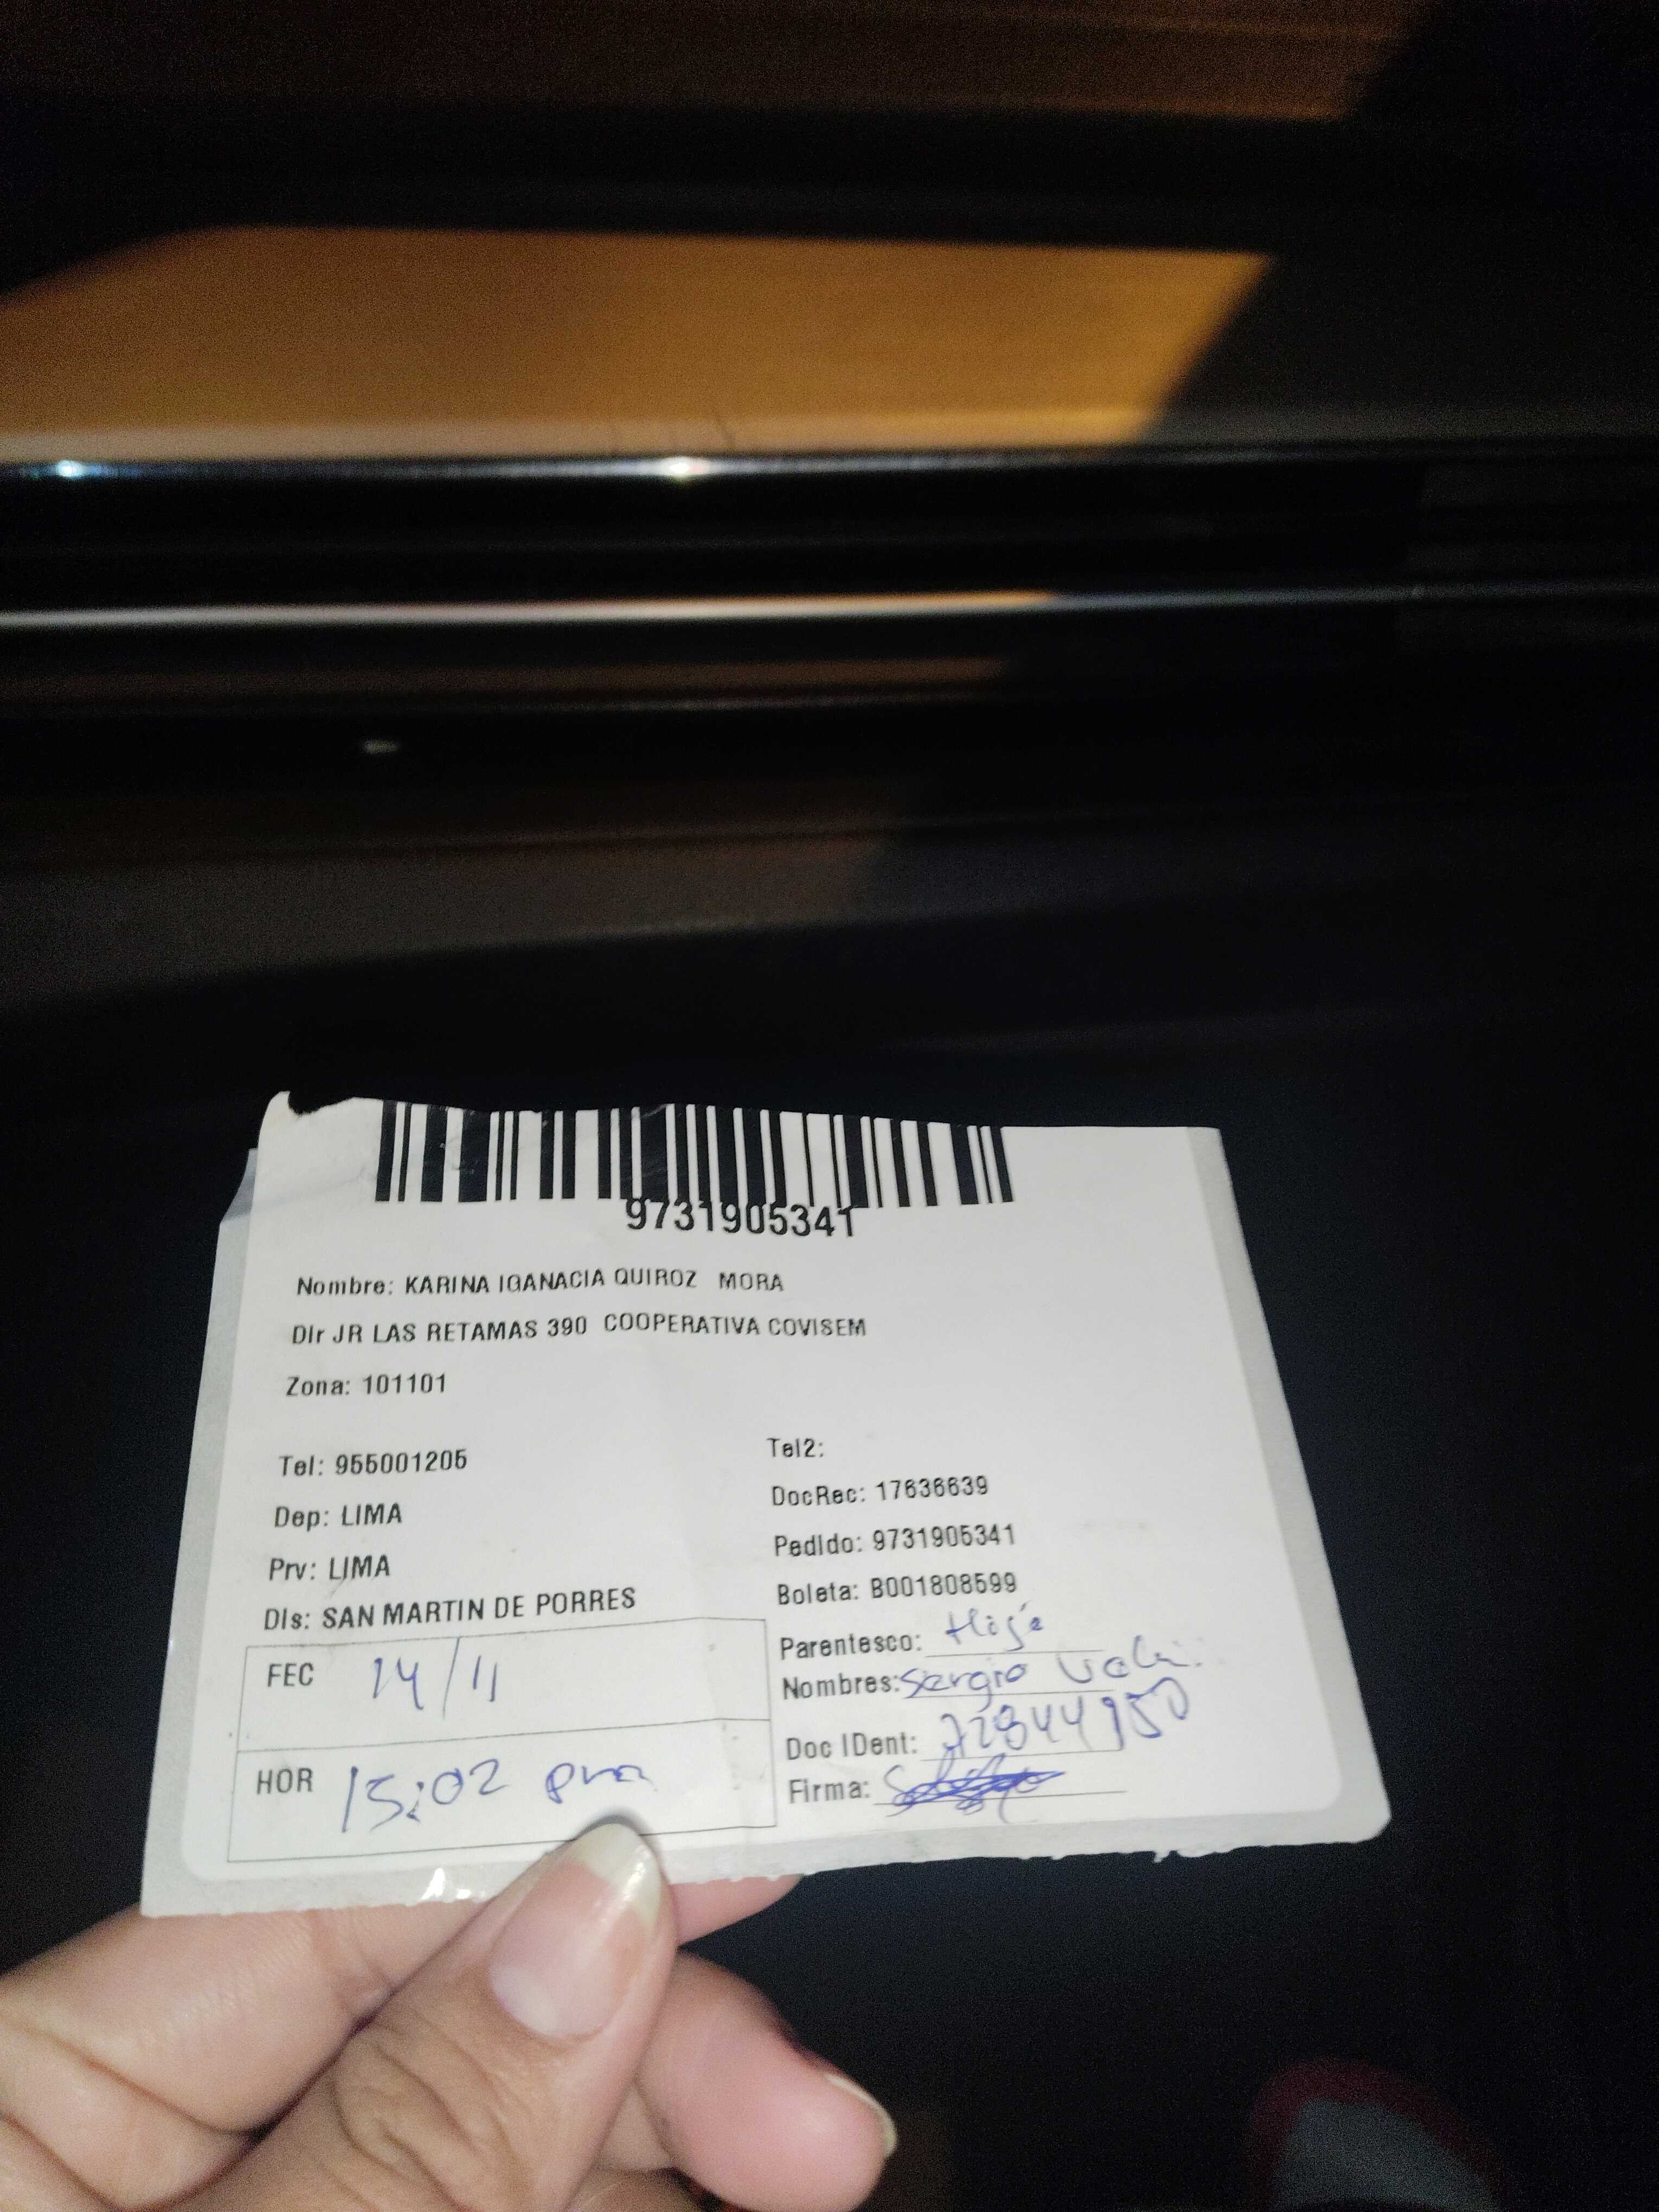 9731905341
Nombre: KARINA IGANACIA QUIROZ MORA
Dir JR LAS RETAMAS 390 COOPERATIVA COVISEM
Zona: 101101
Tel: 955001205
Tel2:
Dep: LIMA
DocRec: 17636639
Prv: LIMA
Pedido: 9731905341
Dis: SAN MARTIN DE PORRES
Boleta: B001808599
FEC 14/11
Parentesco:
Nombres: Sergio
HOR 15:02 pm
Doc IDent: 72944950
Firma: